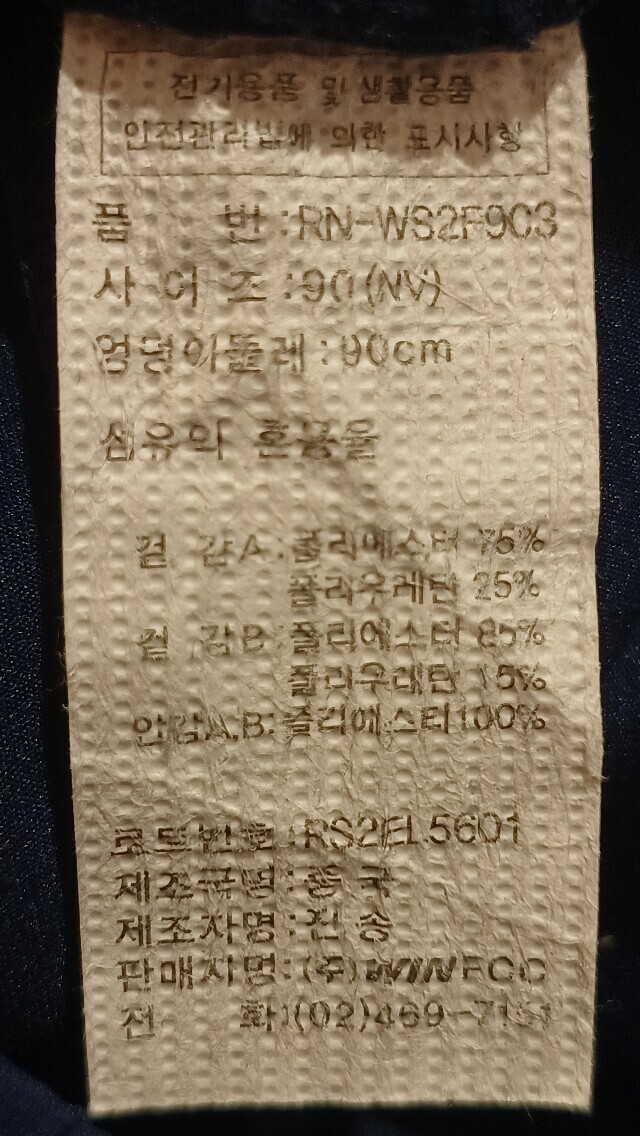 전기용품 및 생활용품
안전관리법에 의한 표시사항
품 번 : RN-WS2F903
사 이 즈 : 90(NV)
엉덩이둘레 : 90cm
섬유의 혼용율
겉 감A : 폴리에스터 75%
폴리우레탄 25%
겉 감B : 폴리에스터 85%
폴리우레탄 15%
안감A,B: 폴리에스터100%
로트번호 : RS2EL5601
제조국명 : 중 국
제조자명 : 진 송
판매자명 : (주)
전 화 : (02)